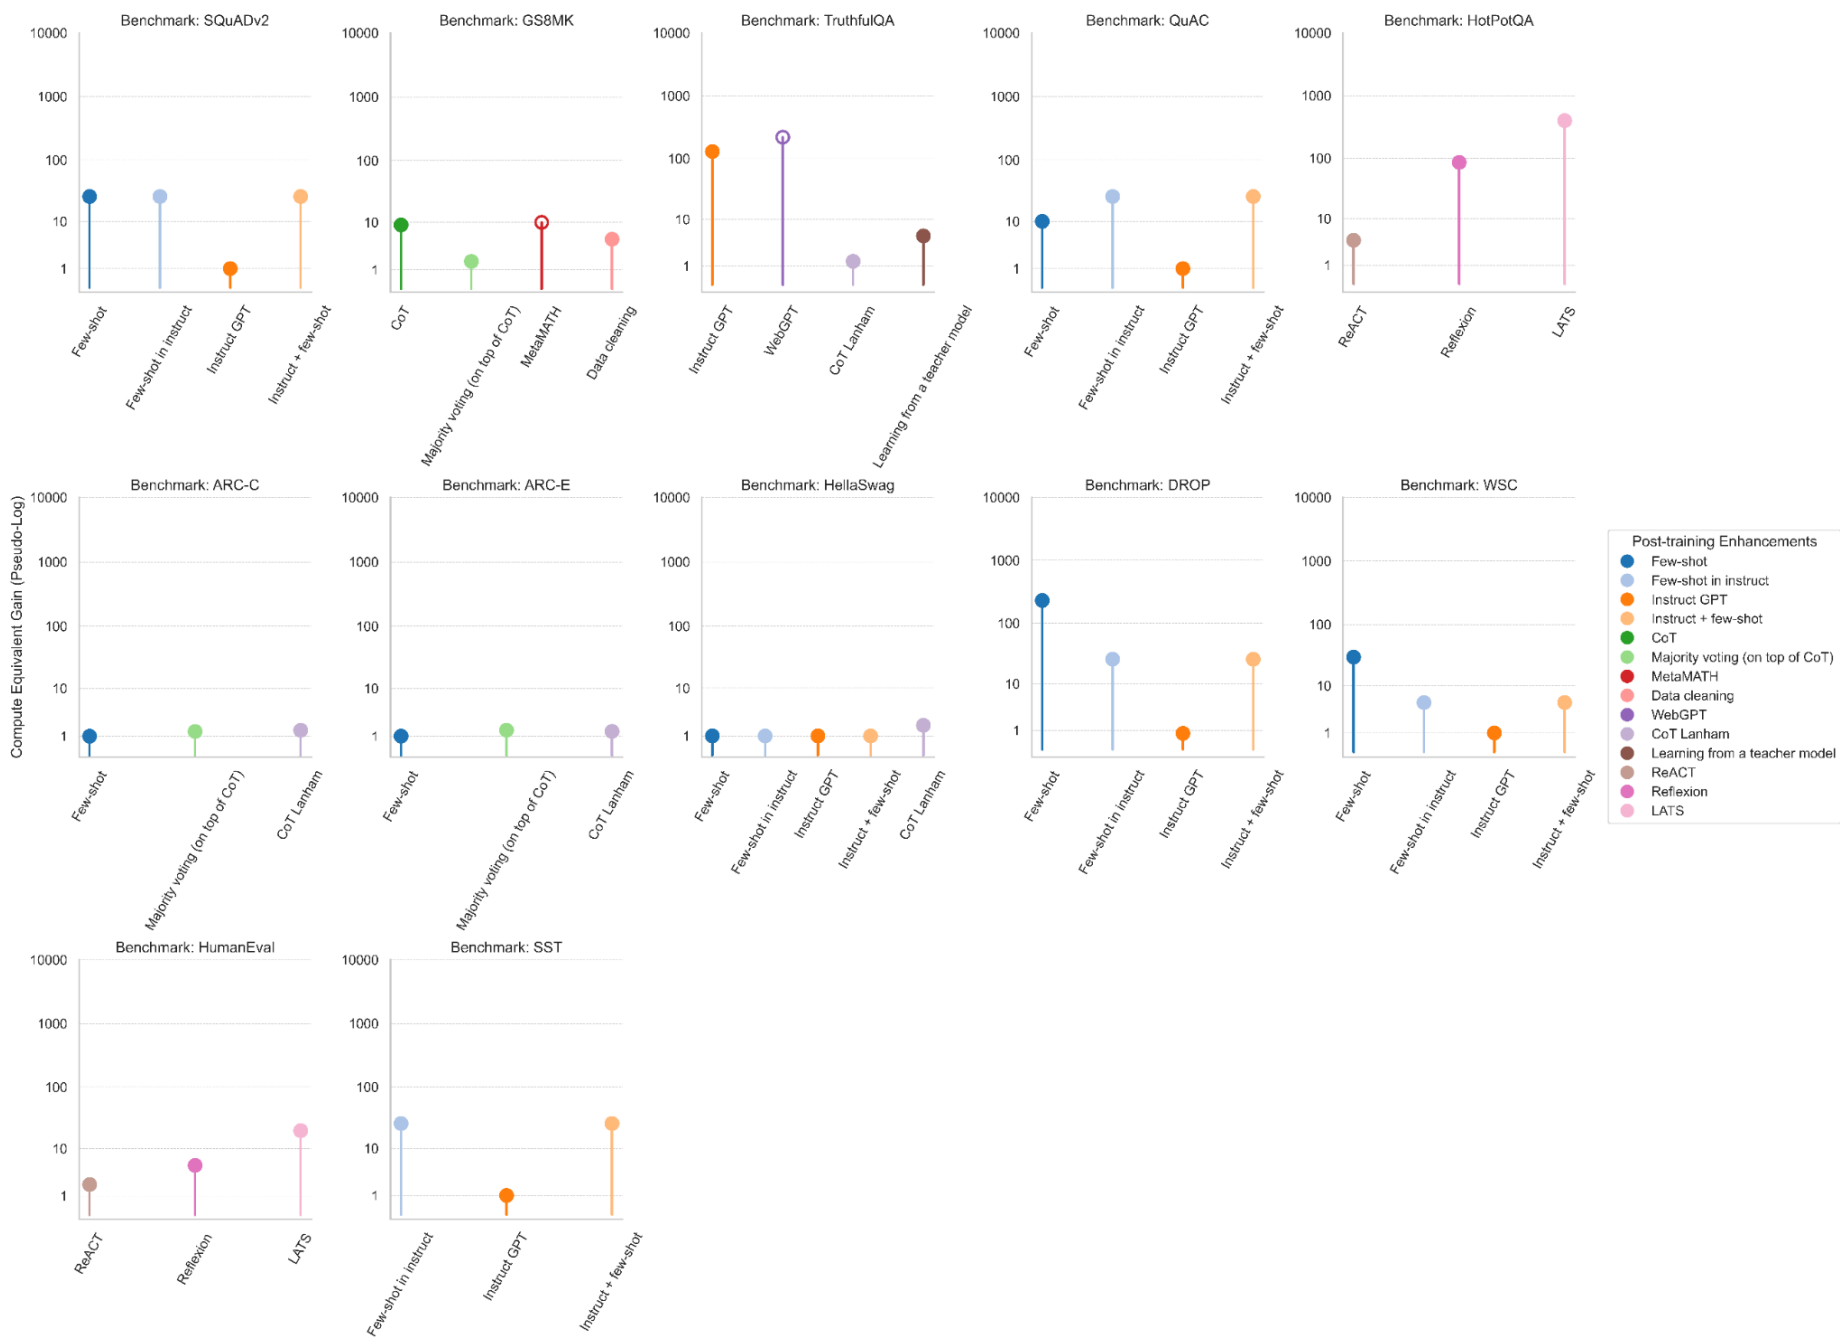 Benchmark: SQuADv2
10000
1000
100
10
1
Few-shot
Few-shot in instruct
Instruct GPT
Instruct + few-shot
Benchmark: GS8MK
10000
1000
100
10
1
CoT
Majority voting (on top of CoT)
MetaMATH
Data cleaning
Benchmark: TruthfulQA
10000
1000
100
10
1
Instruct GPT
WebGPT
CoT Lanham
Learning from a teacher model
Benchmark: QuAC
10000
1000
100
10
1
Few-shot
Few-shot in instruct
Instruct GPT
Instruct + few-shot
Benchmark: HotPotQA
10000
1000
100
10
1
ReACT
Reflexion
LATS
Compute Equivalent Gain (Pseudo-Log)
Benchmark: ARC-C
10000
1000
100
10
1
Few-shot
Majority voting (on top of CoT)
CoT Lanham
Benchmark: ARC-E
10000
1000
100
10
1
Few-shot
Majority voting (on top of CoT)
CoT Lanham
Benchmark: HellaSwag
10000
1000
100
10
1
Few-shot
Few-shot in instruct
Instruct GPT
Instruct + few-shot
CoT Lanham
Benchmark: DROP
10000
1000
100
10
1
Few-shot
Few-shot in instruct
Instruct GPT
Instruct + few-shot
Benchmark: WSC
10000
1000
100
10
1
Few-shot
Few-shot in instruct
Instruct GPT
Instruct + few-shot
Post-training Enhancements
Few-shot
Few-shot in instruct
Instruct GPT
Instruct + few-shot
CoT
Majority voting (on top of CoT)
MetaMATH
Data cleaning
WebGPT
CoT Lanham
Learning from a teacher model
ReACT
Reflexion
LATS
Benchmark: HumanEval
10000
1000
100
10
1
ReACT
Reflexion
LATS
Benchmark: SST
10000
1000
100
10
1
Few-shot in instruct
Instruct GPT
Instruct + few-shot